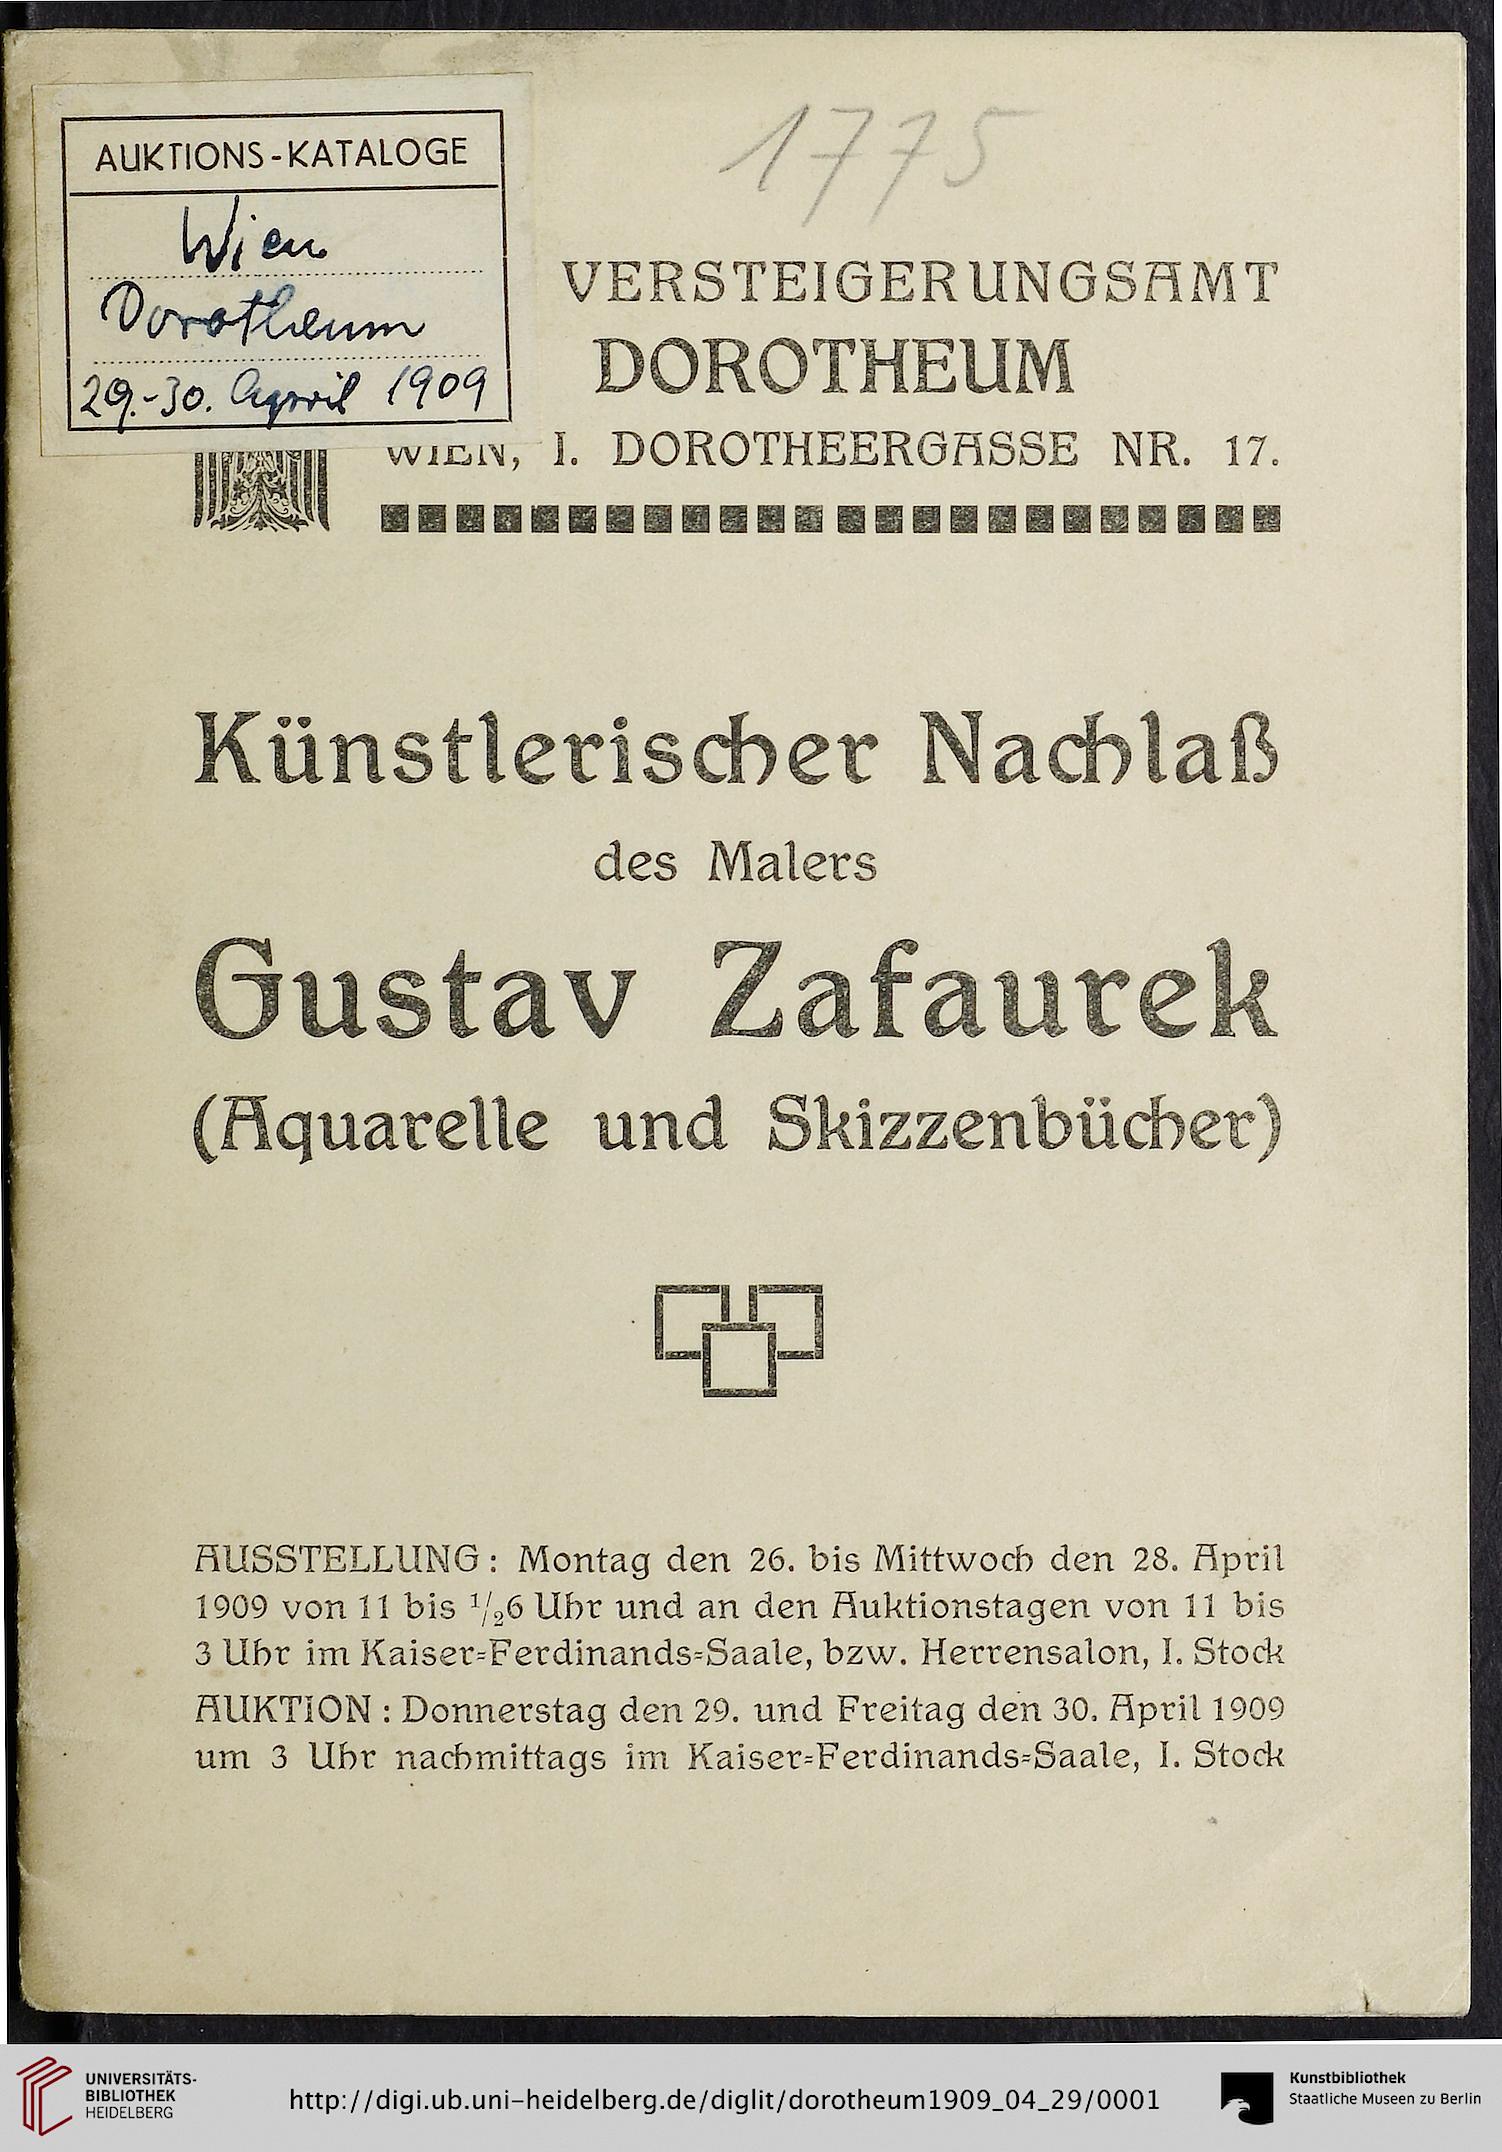 AUKTIONS-KATALOGE
Wien
Dorotheum
29.-30. April 1909
1775
VERSTEIGERUNGSAMT
DOROTHEUM
WIEN, I. DOROTHEERGASSE NR. 17.
Künstlerischer Nachlaß
des Malers
Gustav Zafaurek
(Aquarelle und Skizzenbücher)
AUSSTELLUNG: Montag den 26. bis Mittwoch den 28. April
1909 von 11 bis 1/26 Uhr und an den Auktionstagen von 11 bis
3 Uhr im Kaiser=Ferdinands=Saale, bzw. Herrensalon, I. Stock
AUKTION: Donnerstag den 29. und Freitag den 30. April 1909
um 3 Uhr nachmittags im Kaiser=Ferdinands=Saale, I. Stock
UNIVERSITÄTS-
BIBLIOTHEK
HEIDELBERG
http://digi.ub.uni-heidelberg.de/diglit/dorotheum1909_04_29/0001
Kunstbibliothek
Staatliche Museen zu Berlin